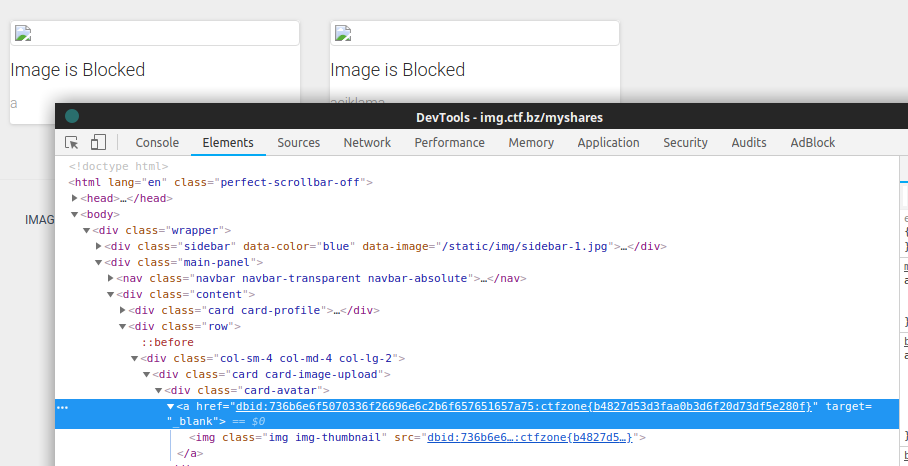 Image is Blocked
Image is Blocked
a
DevTools - img.ctf.bz/myshares
Console Elements Sources Network Performance Memory Application Security Audits AdBlock
<!doctype html>
<html lang="en" class="perfect-scrollbar-off">
<head>…</head>
<body>
<div class="wrapper">
<div class="sidebar" data-color="blue" data-image="/static/img/sidebar-1.jpg">…</div>
<div class="main-panel">
IMAG
<nav class="navbar navbar-transparent navbar-absolute">…</nav>
<div class="content">
<div class="card card-profile">…</div>
<div class="row">
::before
<div class="col-sm-4 col-md-4 col-lg-2">
<div class="card card-image-upload">
<div class="card-avatar">
<a href="dbid:736b6e6f5070336f26696e6c2b6f657651657a75:ctfzone{b4827d53d3faa0b3d6f20d73df5e280f}" target=
"_blank"> == $0
<img class="img img-thumbnail" src="dbid:736b6e6…:ctfzone{b4827d5…}">
</a>